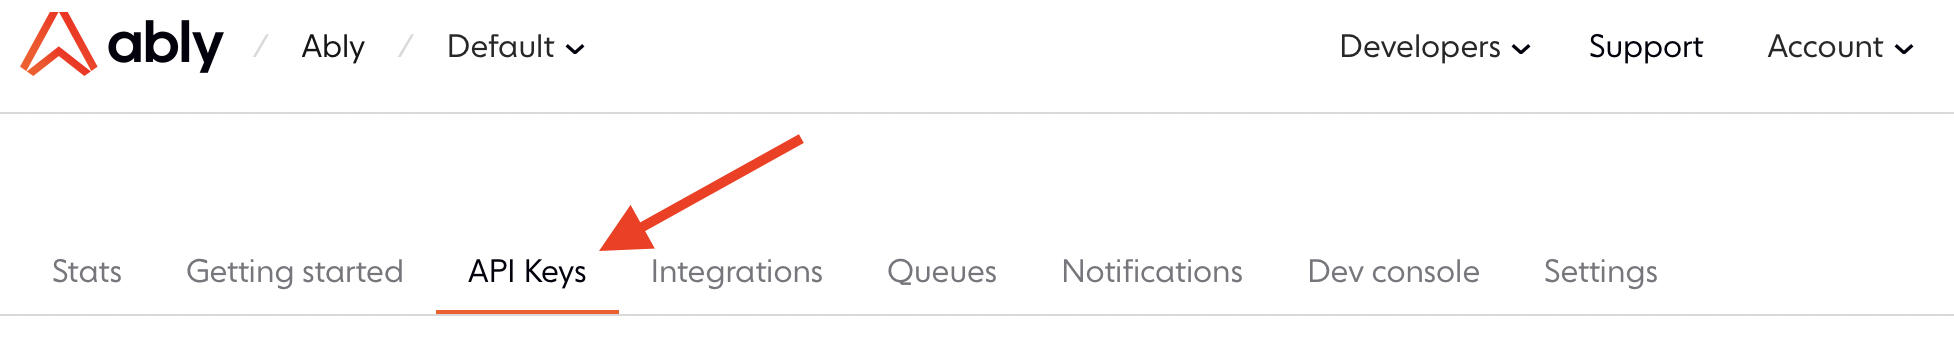 ably / Ably / Default Developers Support Account
Stats Getting started API Keys Integrations Queues Notifications Dev console Settings